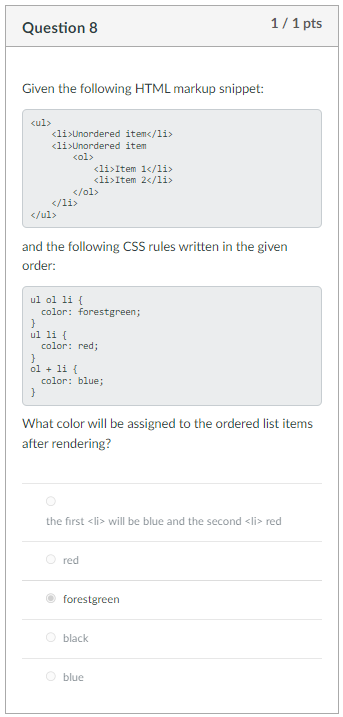 Question 8
1 / 1 pts
Given the following HTML markup snippet:
<ul>
    <li>Unordered item</li>
    <li>Unordered item
        <ol>
            <li>Item 1</li>
            <li>Item 2</li>
        </ol>
    </li>
</ul>
and the following CSS rules written in the given
order:
ul ol li {
  color: forestgreen;
}
ul li {
  color: red;
}
ol + li {
  color: blue;
}
What color will be assigned to the ordered list items
after rendering?
the first <li> will be blue and the second <li> red
red
forestgreen
black
blue